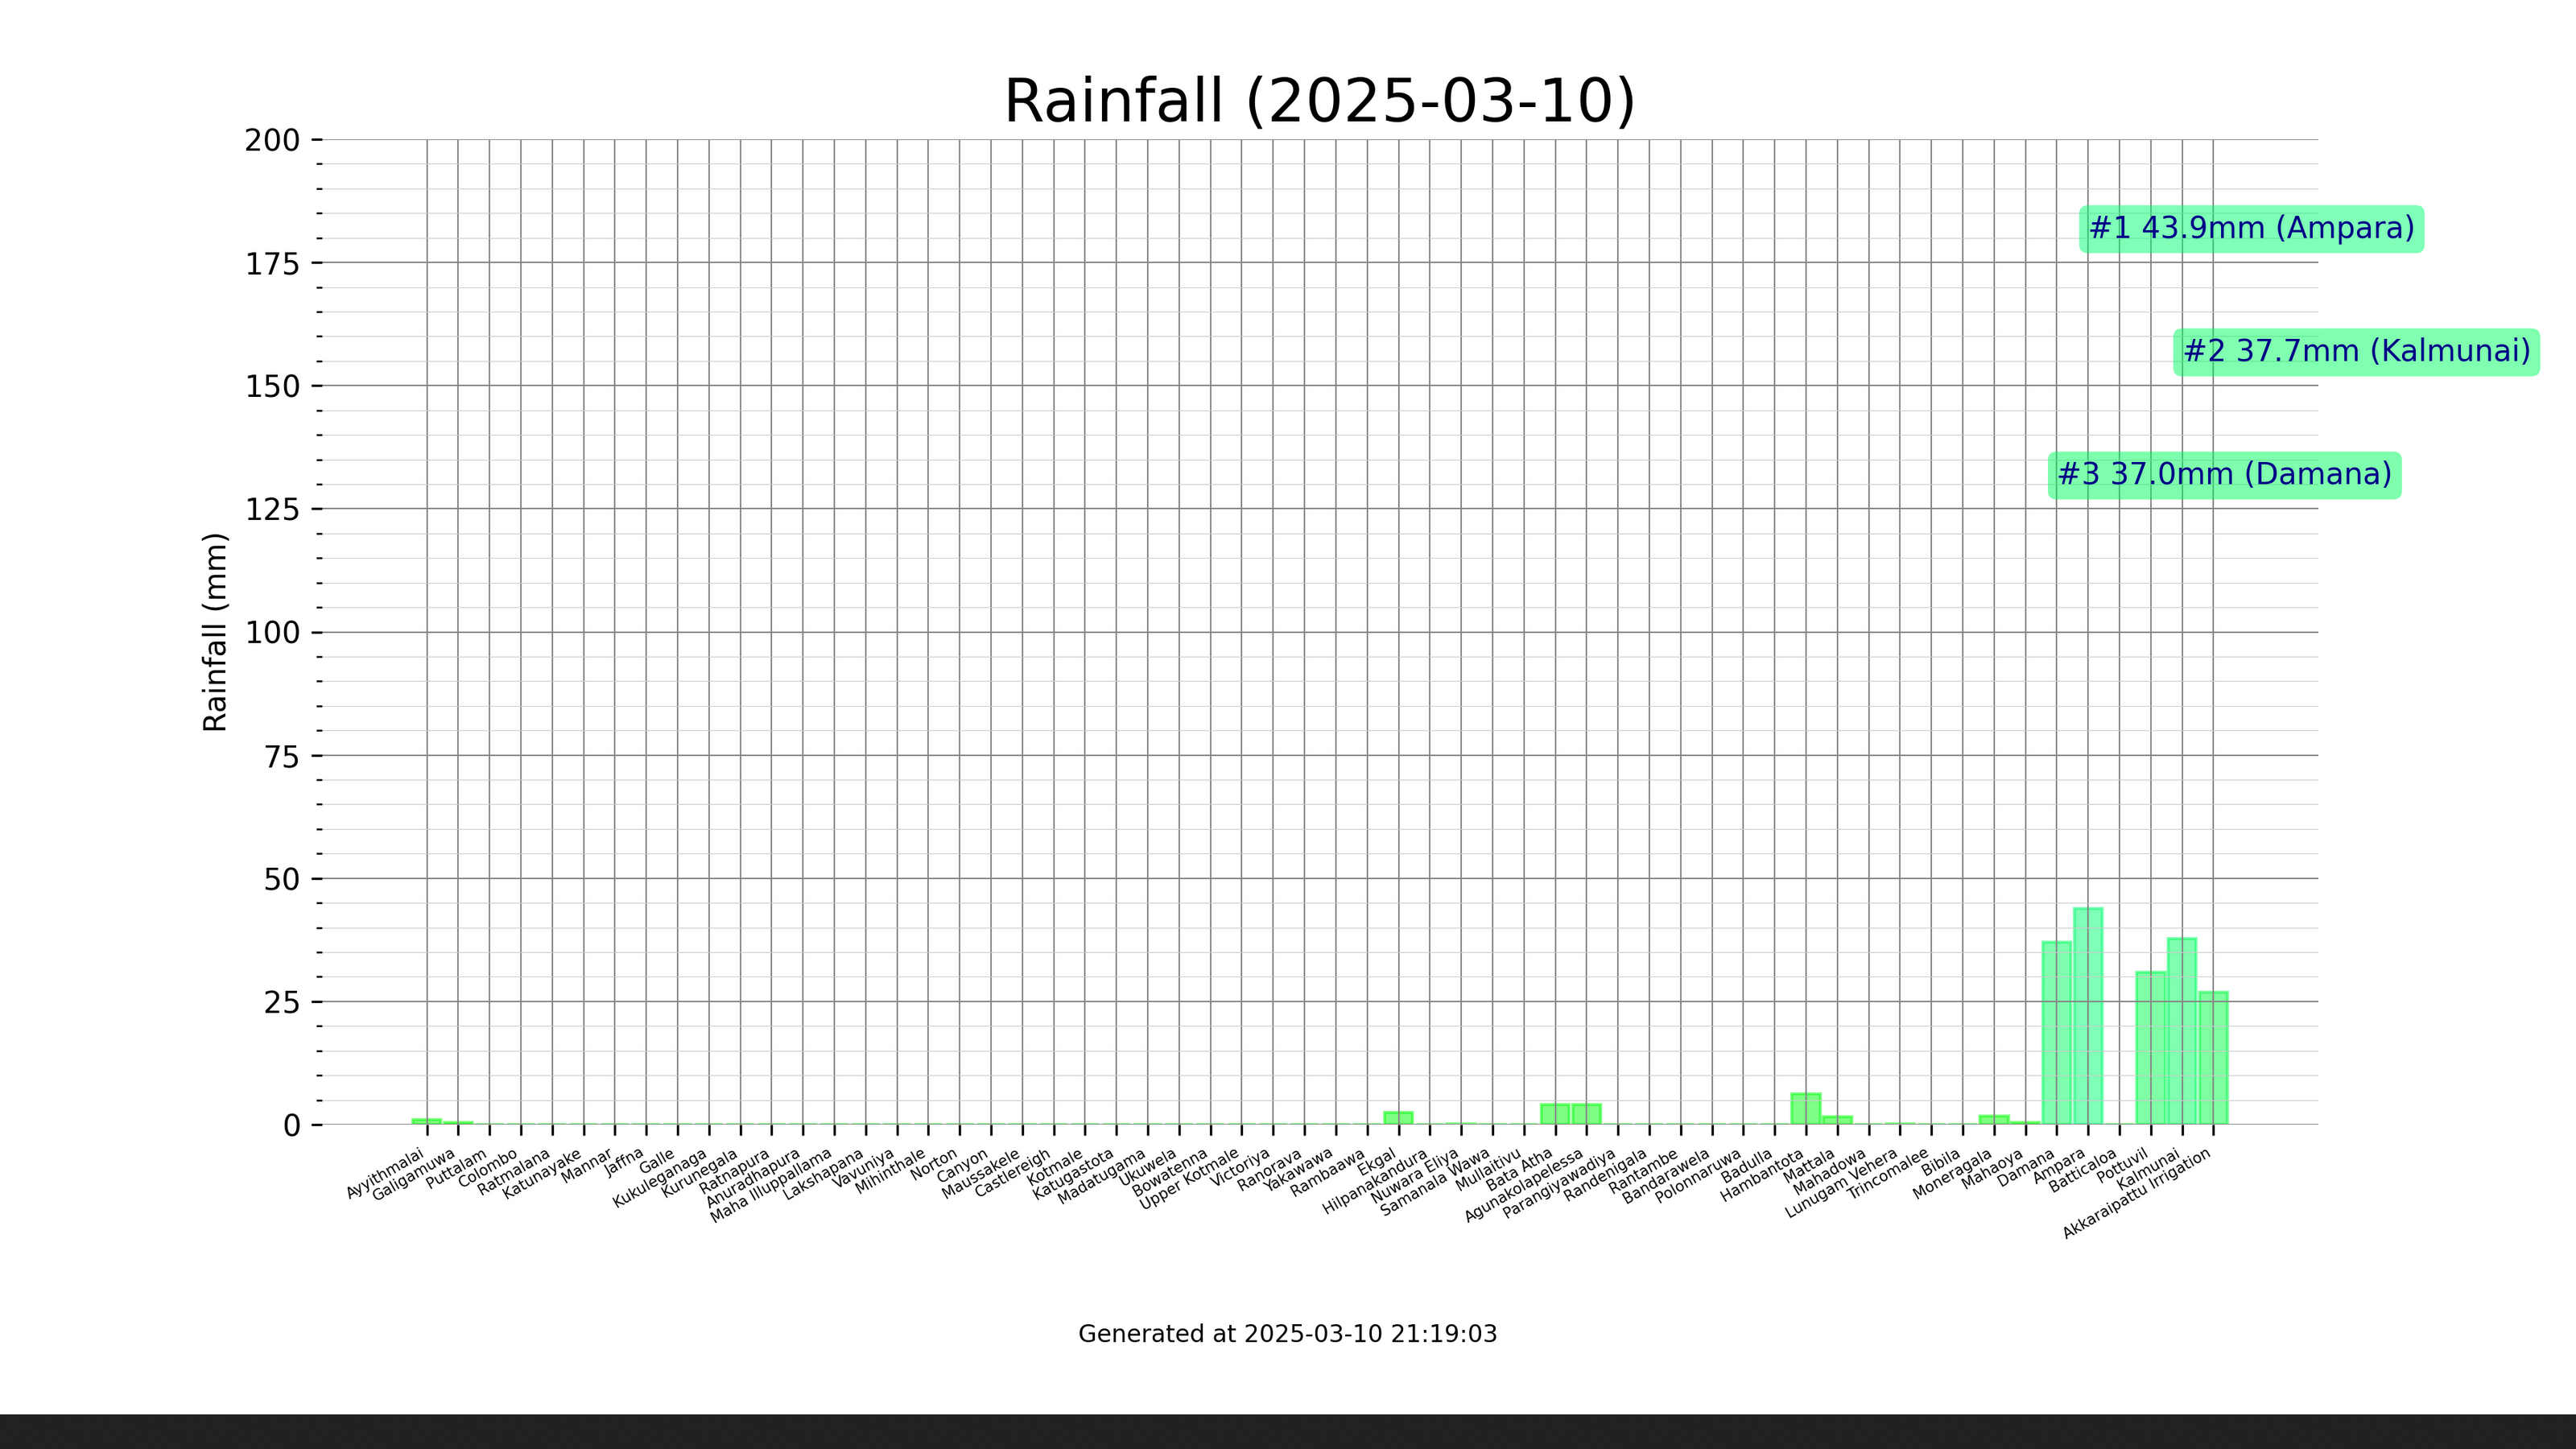 Rainfall (2025-03-10)
200
175
150
125
100
75
50
25
0
Rainfall (mm)
#1 43.9mm (Ampara)
#2 37.7mm (Kalmunai)
#3 37.0mm (Damana)
Ayyithmalai
Galigamuwa
Puttalam
Colombo
Ratmalana
Katunayake
Mannar
Jaffna
Galle
Kukuleganaga
Kurunegala
Ratnapura
Anuradhapura
Maha Illuppallama
Lakshapana
Vavuniya
Mihinthale
Norton
Canyon
Maussakele
Castlereigh
Kotmale
Katugastota
Madatugama
Ukuwela
Bowatenna
Upper Kotmale
Victoriya
Ranorava
Yakawawa
Rambaawa
Ekgal
Hilpanakandura
Nuwara Eliya
Samanala Wawa
Mullaitivu
Bata Atha
Agunakolapelessa
Parangiyawadiya
Randenigala
Rantambe
Bandarawela
Polonnaruwa
Badulla
Hambantota
Mattala
Mahadowa
Lunugam Vehera
Trincomalee
Bibila
Moneragala
Mahaoya
Damana
Ampara
Batticaloa
Pottuvil
Kalmunai
Akkaraipattu Irrigation
Generated at 2025-03-10 21:19:03